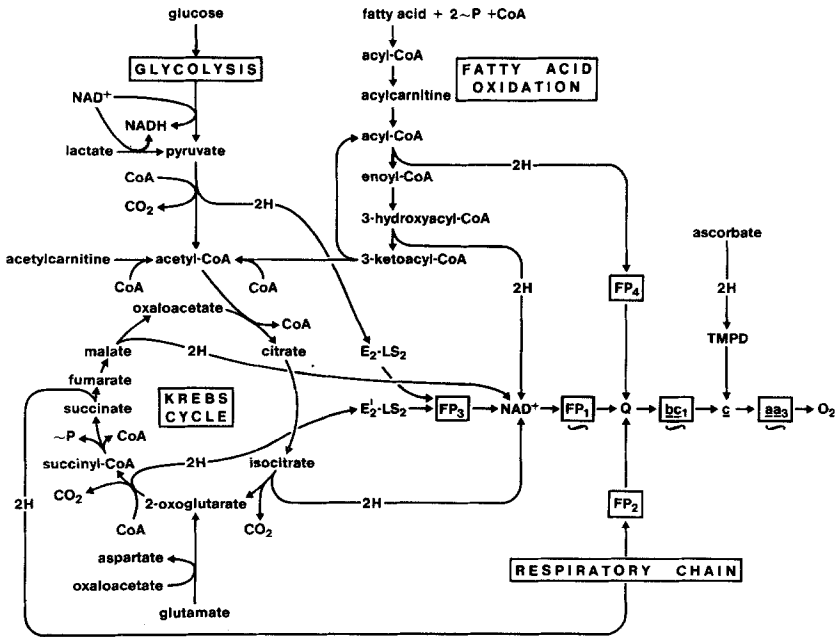 glucose
fatty acid + 2~P +CoA
GLYCOLYSIS
acyl-CoA
FATTY ACID
OXIDATION
NAD⁺
acylcarnitine
NADH
acyl-CoA
lactate
pyruvate
2H
CoA
enoyl-CoA
CO₂
2H
3-hydroxyacyl-CoA
ascorbate
acetylcarnitine
acetyl-CoA
3-ketoacyl-CoA
CoA
CoA
2H
FP₄
2H
oxaloacetate
CoA
TMPD
malate
2H
citrate
E₂-LS₂
fumarate
KREBS
CYCLE
succinate
E₂ᴵ-LS₂
FP₃
NAD⁺
FP₁
Q
bc₁
c
aa₃
O₂
~P
CoA
succinyl-CoA
2H
isocitrate
CO₂
2H
2-oxoglutarate
2H
FP₂
CoA
CO₂
aspartate
RESPIRATORY CHAIN
oxaloacetate
glutamate